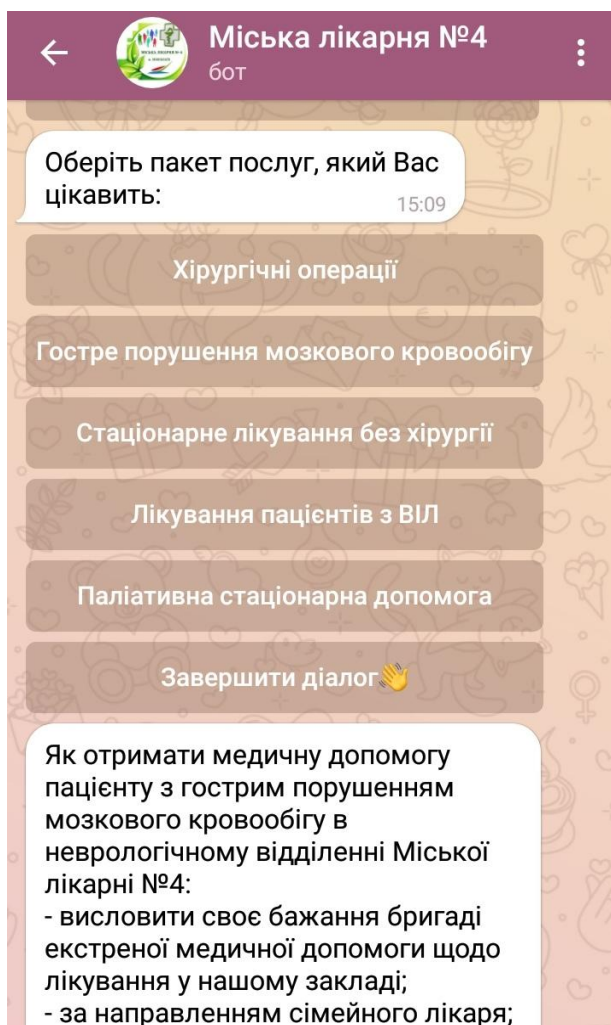 Міська лікарня №4
бот
Оберіть пакет послуг, який Вас
цікавить:
15:09
Хірургічні операції
Гостре порушення мозкового кровообігу
Стаціонарне лікування без хірургії
Лікування пацієнтів з ВІЛ
Паліативна стаціонарна допомога
Завершити діалог👋
Як отримати медичну допомогу
пацієнту з гострим порушенням
мозкового кровообігу в
неврологічному відділенні Міської
лікарні №4:
- висловити своє бажання бригаді
екстреної медичної допомоги щодо
лікування у нашому закладі;
- за направленням сімейного лікаря;